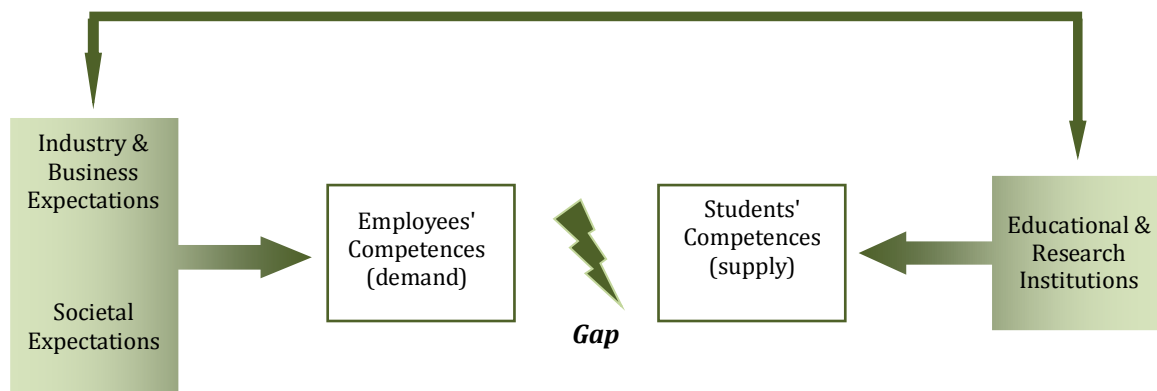 Industry &
Business
Expectations
Societal
Expectations
Employees'
Competences
(demand)
Gap
Students'
Competences
(supply)
Educational &
Research
Institutions